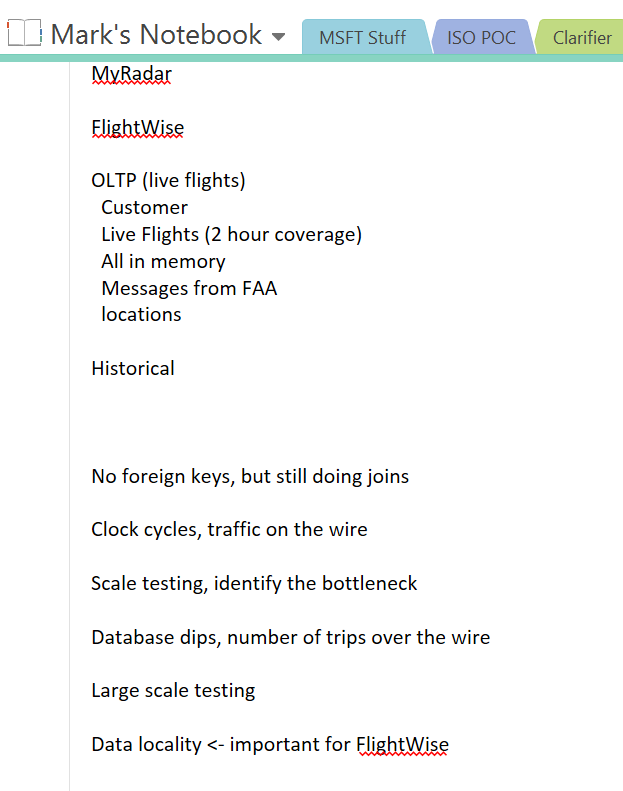 Mark's Notebook
MSFT Stuff
ISO POC
Clarifier
MyRadar
FlightWise
OLTP (live flights)
Customer
Live Flights (2 hour coverage)
All in memory
Messages from FAA
locations
Historical
No foreign keys, but still doing joins
Clock cycles, traffic on the wire
Scale testing, identify the bottleneck
Database dips, number of trips over the wire
Large scale testing
Data locality <- important for FlightWise